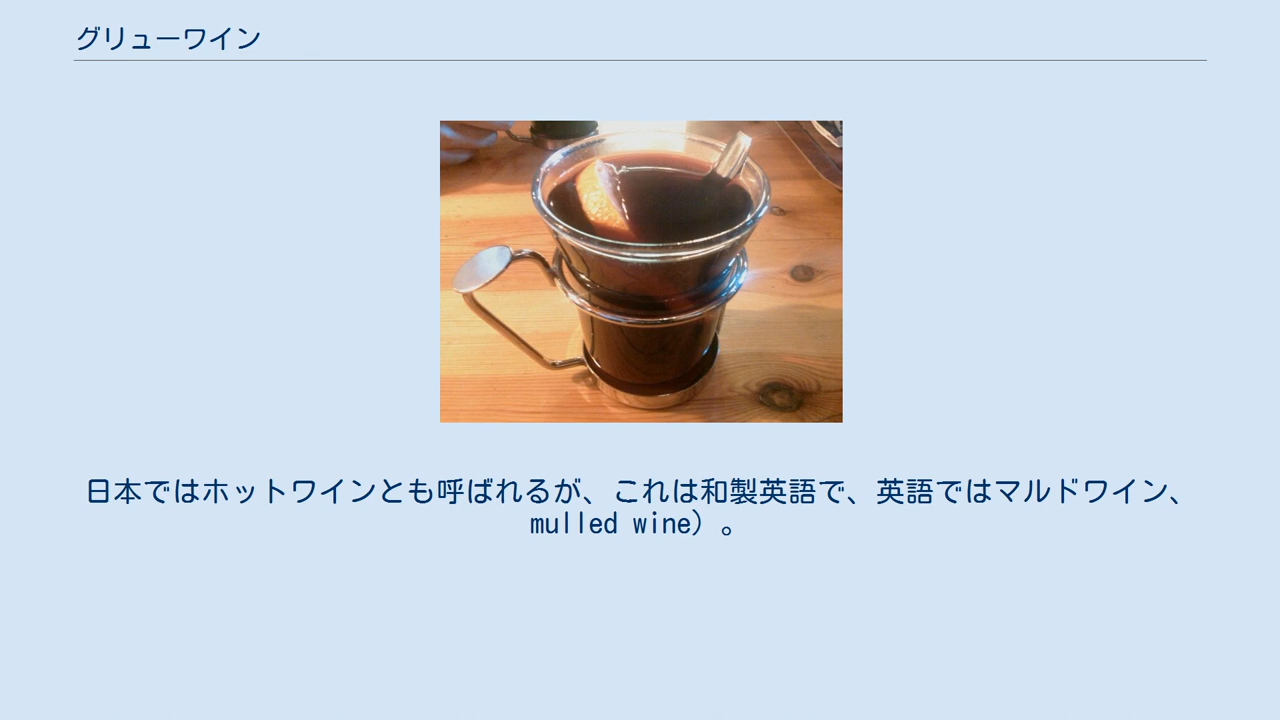 グリューワイン
日本ではホットワインとも呼ばれるが、これは和製英語で、英語ではマルドワイン、
mulled wine）。